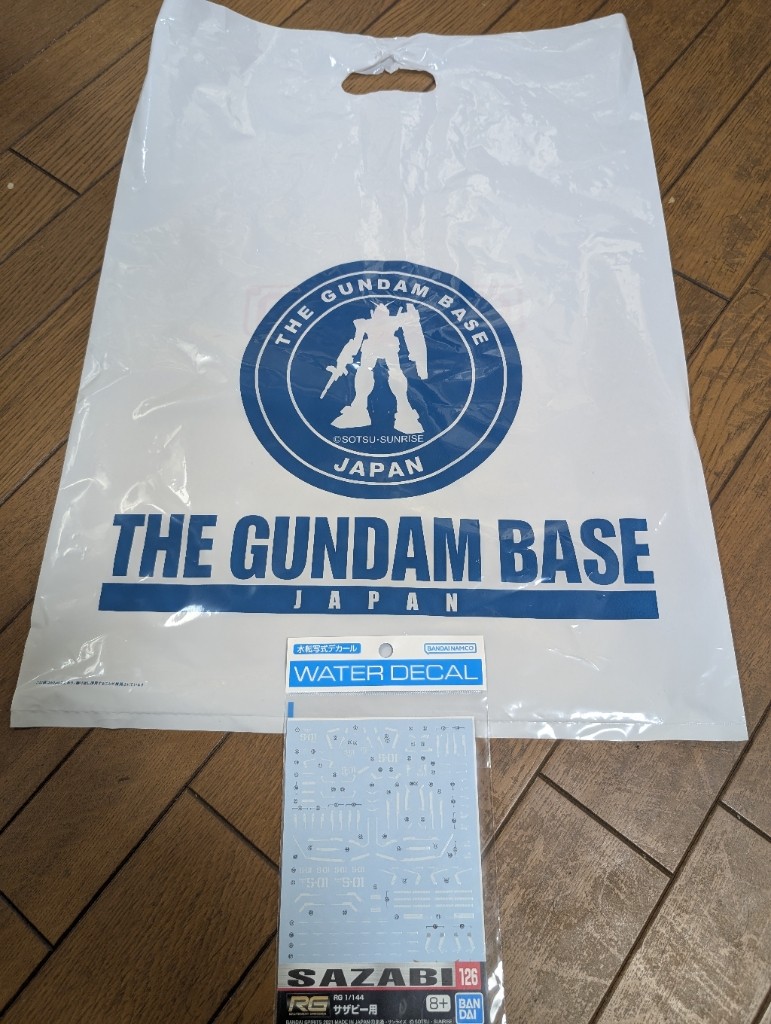 THE GUNDAM BASE
©SOTSU・SUNRISE
JAPAN
THE GUNDAM BASE
JAPAN
水転写式デカール
BANDAI NAMCO
WATER DECAL
SAZABI 126
RG RG 1/144
サザビー用
8+
BANDAI